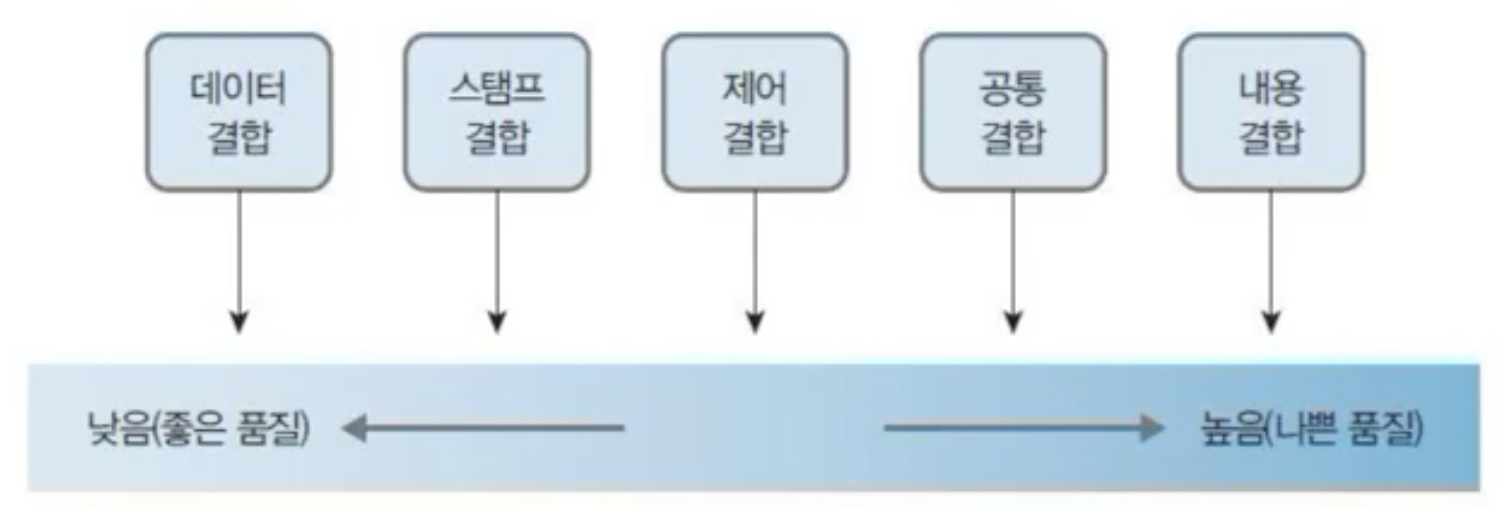 데이터
결합
스탬프
결합
제어
결합
공통
결합
내용
결합
낮음(좋은 품질)
높음(나쁜 품질)